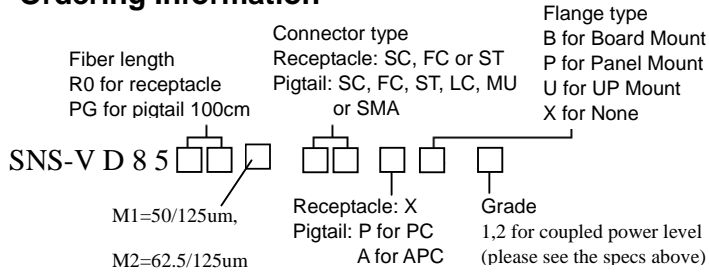 Ordering Information
Fiber length
R0 for receptacle
PG for pigtail 100cm
Connector type
Receptacle: SC, FC or ST
Pigtail: SC, FC, ST, LC, MU
or SMA
Flange type
B for Board Mount
P for Panel Mount
U for UP Mount
X for None
SNS-V D 8 5
M1=50/125um,
M2=62.5/125um
Receptacle: X
Pigtail: P for PC
A for APC
Grade
1,2 for coupled power level
(please see the specs above)